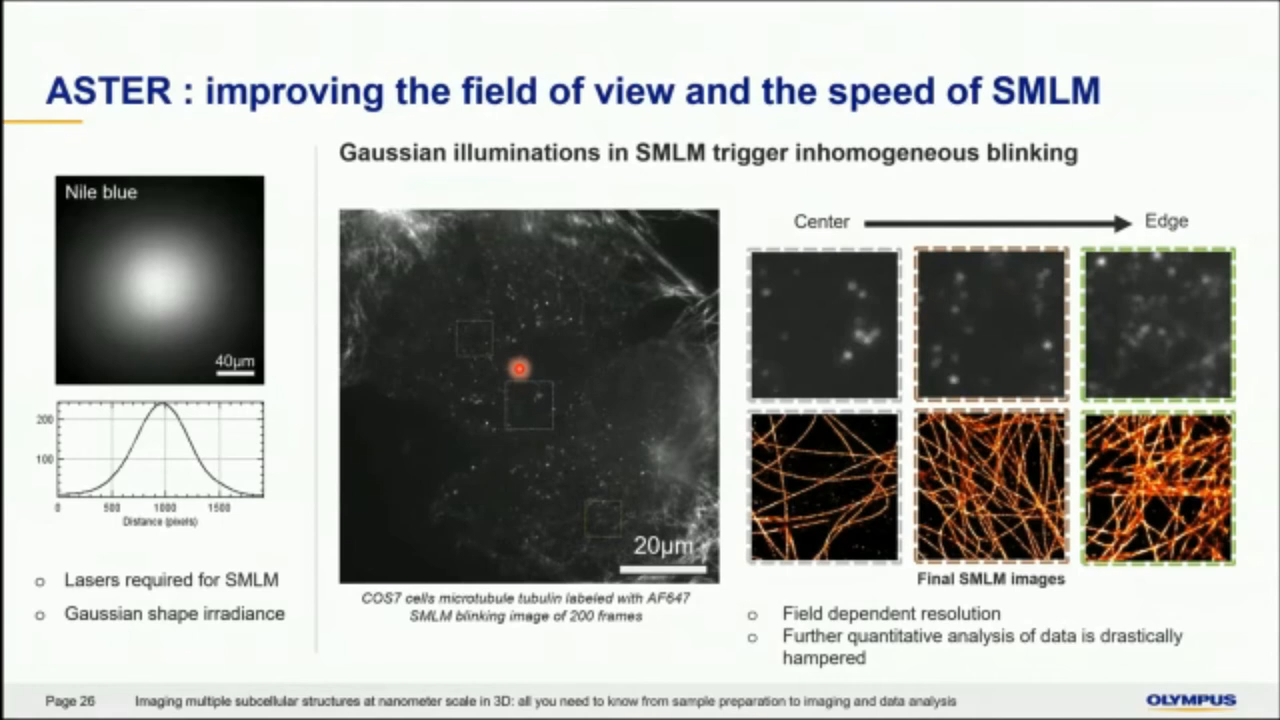 ASTER : improving the field of view and the speed of SMLM
Gaussian illuminations in SMLM trigger inhomogeneous blinking
Nile blue
40µm
200
100
0 500 1000 1500
Distance (pixels)
o Lasers required for SMLM
o Gaussian shape irradiance
20µm
COS7 cells microtubule tubulin labeled with AF647
SMLM blinking image of 200 frames
Center
Edge
Final SMLM images
o Field dependent resolution
o Further quantitative analysis of data is drastically
hampered
Page 26
Imaging multiple subcellular structures at nanometer scale in 3D: all you need to know from sample preparation to imaging and data analysis
OLYMPUS